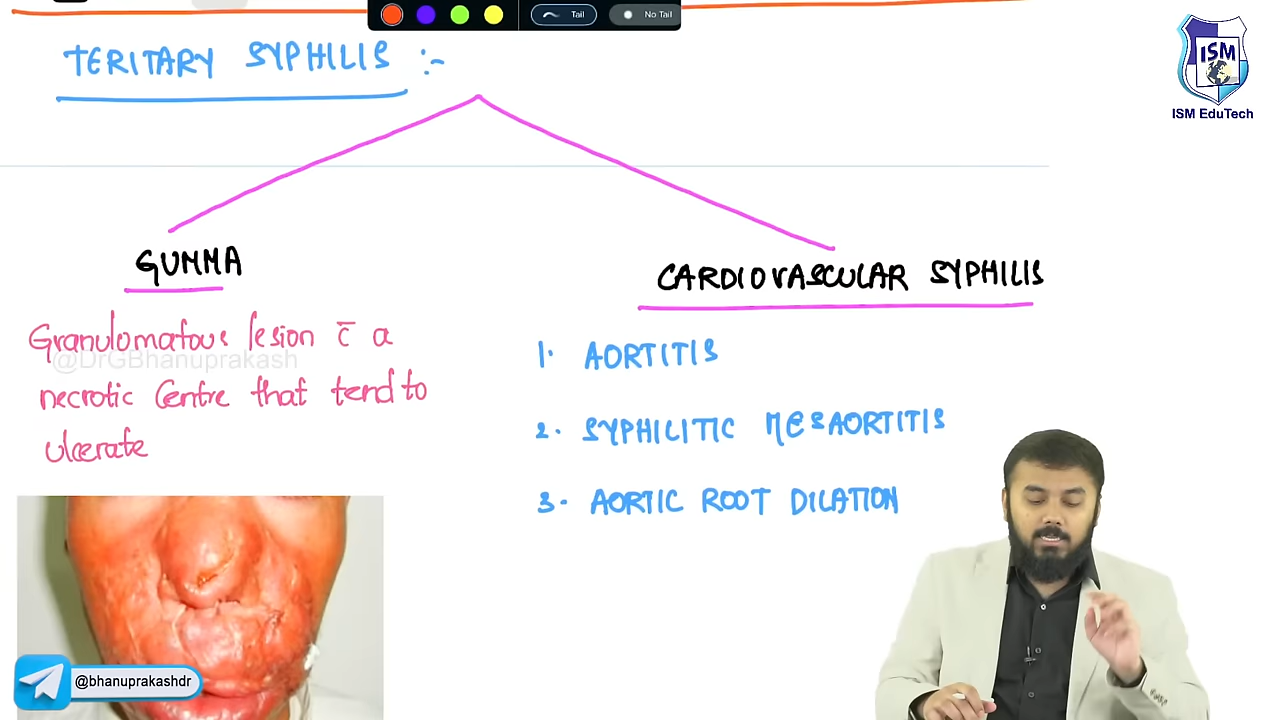 Tail
No Tail
ISM
ISM EduTech
TERITARY SYPHILIS :-
GUMMA
Granulomatous lesion c̄ a
@DrGBhanuprakash
necrotic Centre that tend to
ulcerate
CARDIOVASCULAR SYPHILIS
1. AORTITIS
2. SYPHILITIC MESAORTITIS
3. AORTIC ROOT DILATION
@bhanuprakashdr